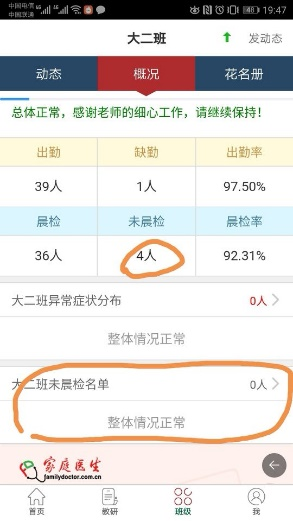 中国电信
中国联通
19:47
大二班
发动态
动态
概况
花名册
总体正常，感谢老师的细心工作，请继续保持！
出勤
缺勤
出勤率
39人
1人
97.50%
晨检
未晨检
晨检率
36人
4人
92.31%
大二班异常症状分布
0人
整体情况正常
大二班未晨检名单
0人
整体情况正常
家庭医生
familydoctor.com.cn
首页
教研
班级
我